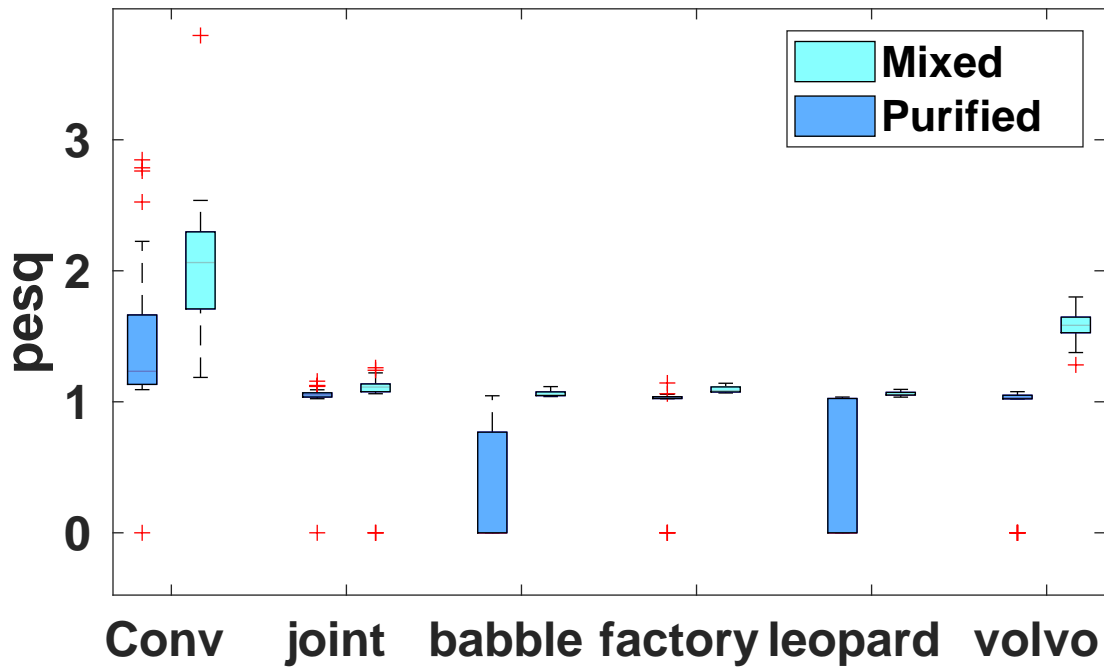 Mixed
Purified
pesq
3
2
1
0
Conv joint babble factory leopard volvo